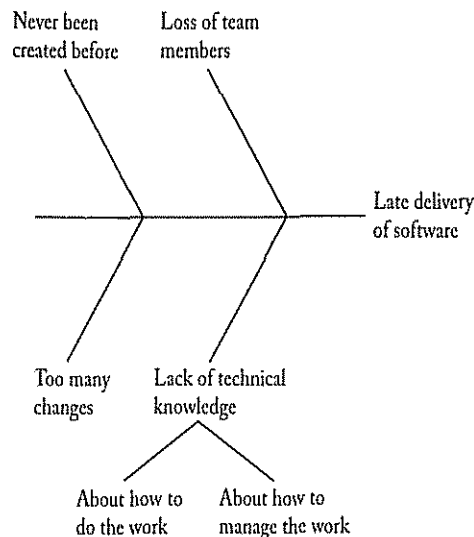 Never been
created before
Loss of team
members
Late delivery
of software
Too many
changes
Lack of technical
knowledge
About how to
do the work
About how to
manage the work